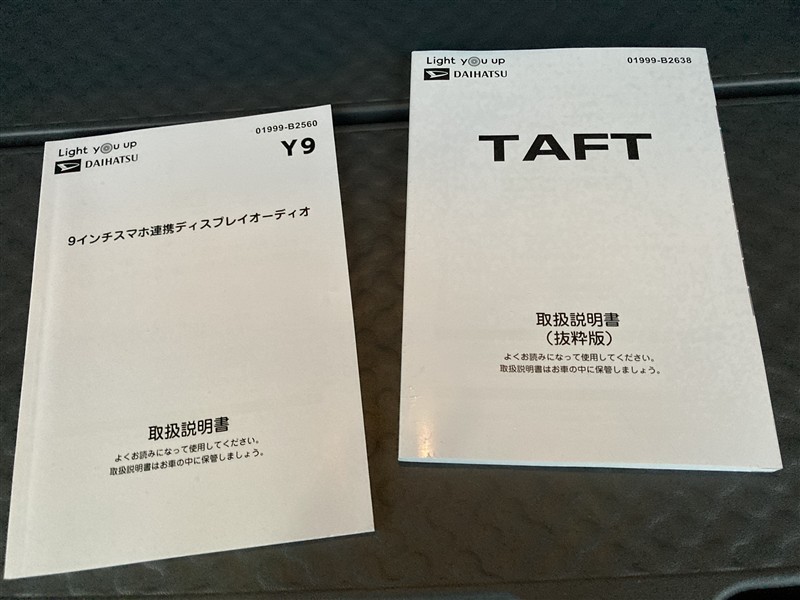 Light you up
DAIHATSU
01999-B2560
Y9
9インチスマホ連携ディスプレイオーディオ
取扱説明書
よくお読みになって使用してください。
取扱説明書はお車の中に保管しましょう。
Light you up
DAIHATSU
01999-B2638
TAFT
取扱説明書
（抜粋版）
よくお読みになって使用してください。
取扱説明書はお車の中に保管しましょう。